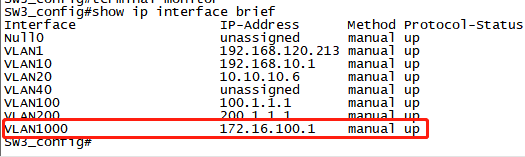 SW3_config#terminal monitor
SW3_config#show ip interface brief
Interface IP-Address Method Protocol-Status
Null0 unassigned manual up
VLAN1 192.168.120.213 manual up
VLAN10 192.168.10.1 manual up
VLAN20 10.10.10.6 manual up
VLAN40 unassigned manual up
VLAN100 100.1.1.1 manual up
VLAN200 200.1.1.1 manual up
VLAN1000 172.16.100.1 manual up
SW3_config#